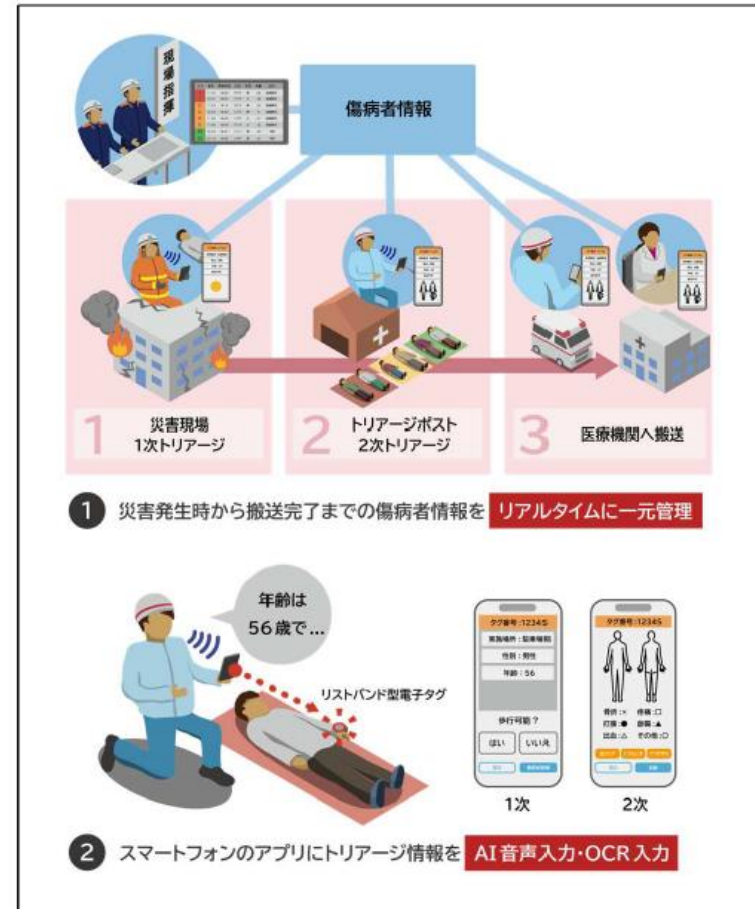 現場指揮
傷病者情報
1
災害現場
1次トリアージ
2
トリアージポスト
2次トリアージ
3
医療機関へ搬送
1 災害発生時から搬送完了までの傷病者情報を リアルタイムに一元管理
年齢は
56歳で…
リストバンド型電子タグ
タグ番号:12345
性別:男性
年齢:56
歩行可能?
はい
いいえ
1次
タグ番号:12345
打撲:●
出血:△ その他:○
2次
2 スマートフォンのアプリにトリアージ情報を AI音声入力・OCR入力